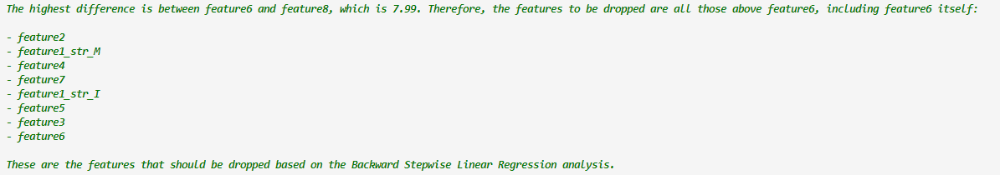 The highest difference is between feature6 and feature8, which is 7.99. Therefore, the features to be dropped are all those above feature6, including feature6 itself:
- feature2
- feature1_str_M
- feature4
- feature7
- feature1_str_I
- feature5
- feature3
- feature6
These are the features that should be dropped based on the Backward Stepwise Linear Regression analysis.